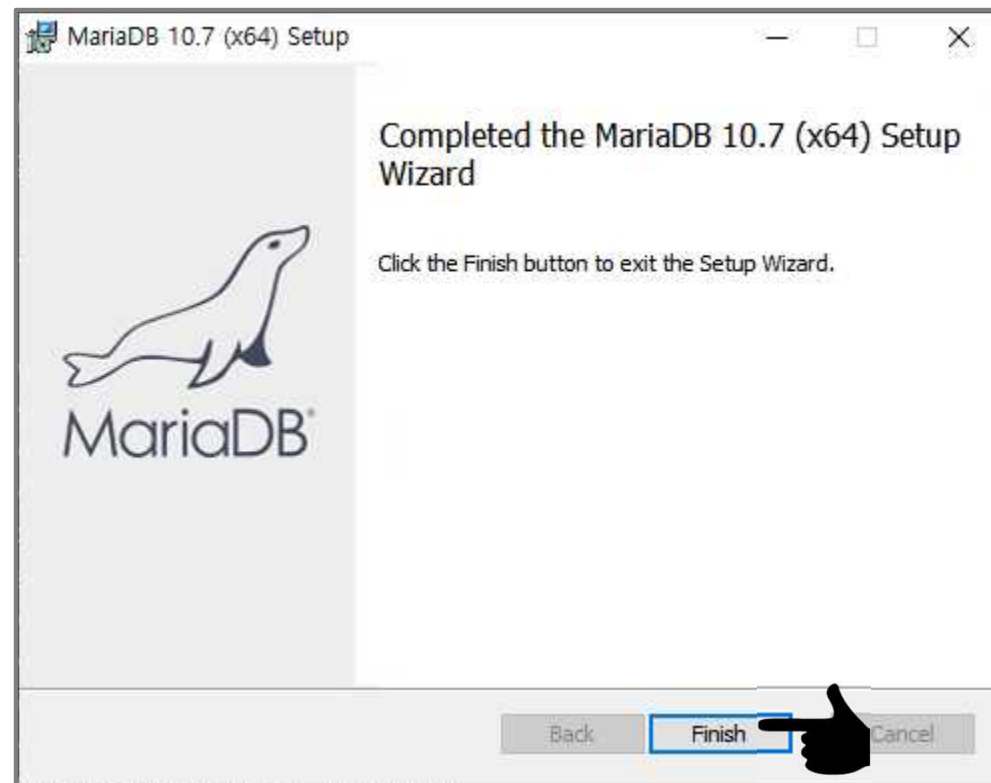 MariaDB 10.7 (x64) Setup
Completed the MariaDB 10.7 (x64) Setup
Wizard
Click the Finish button to exit the Setup Wizard.
MariaDB
Back
Finish
Cancel